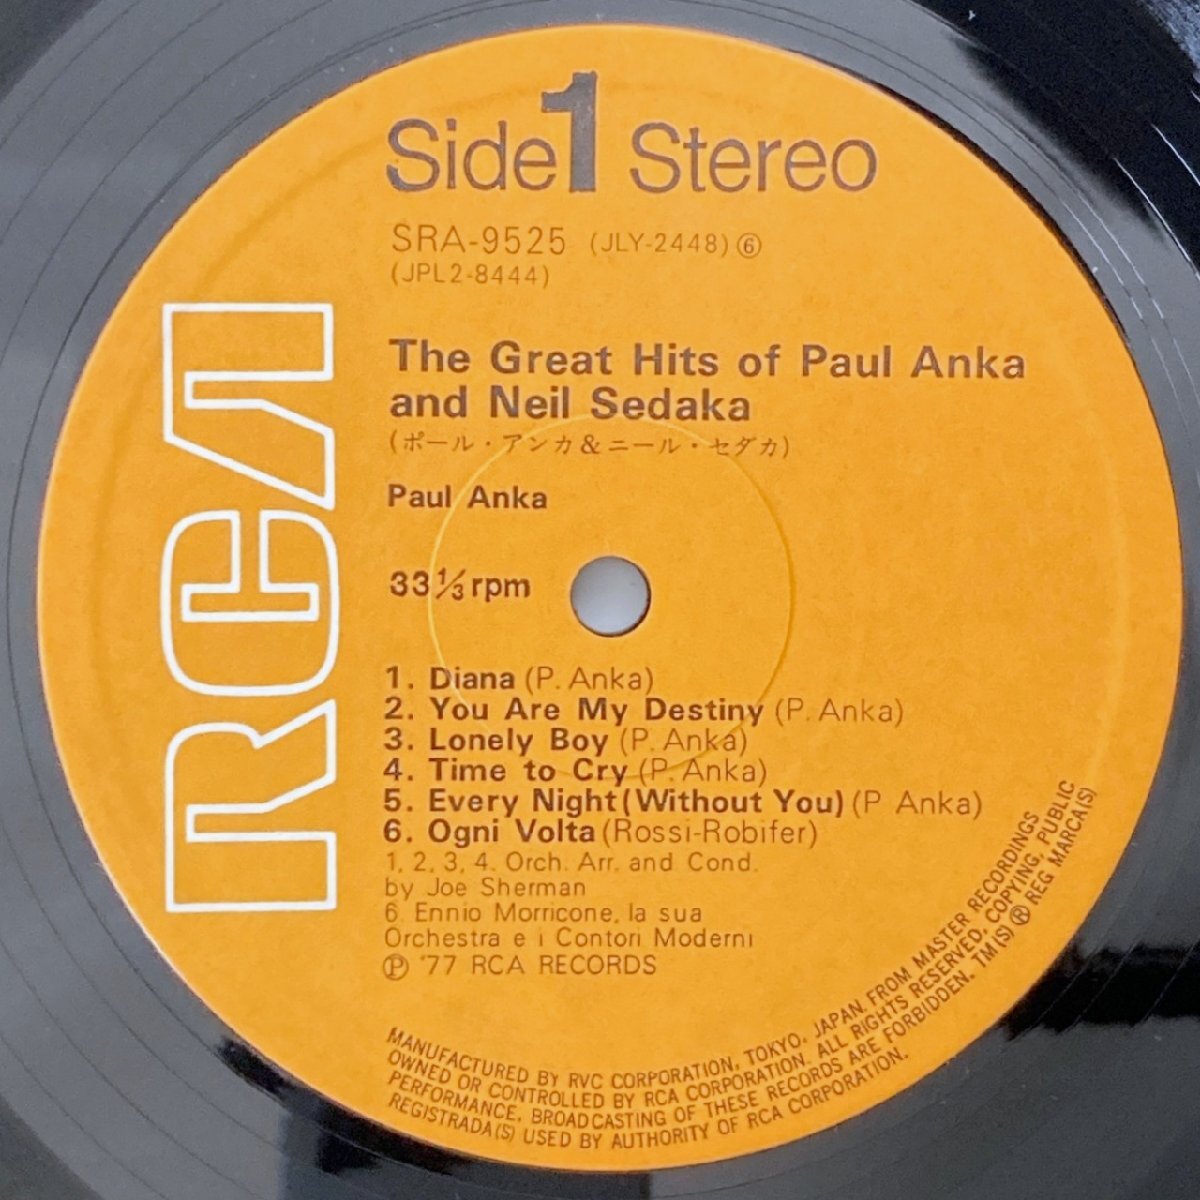 Side 1 Stereo
SRA-9525 (JLY-2448) ⑥
(JPL2-8444)
The Great Hits of Paul Anka
and Neil Sedaka
(ポール・アンカ&ニール・セダカ)
Paul Anka
33⅓ rpm
RCA
1. Diana (P. Anka)
2. You Are My Destiny (P. Anka)
3. Lonely Boy (P. Anka)
4. Time to Cry (P. Anka)
5. Every Night (Without You) (P Anka)
6. Ogni Volta (Rossi-Robifer)
1, 2, 3, 4. Orch. Arr. and Cond.
by Joe Sherman
6. Ennio Morricone, la sua
Orchestra e i Contori Moderni
Ⓟ '77 RCA RECORDS
MANUFACTURED BY RVC CORPORATION, TOKYO, JAPAN. FROM MASTER RECORDINGS
OWNED OR CONTROLLED BY RCA CORPORATION. ALL RIGHTS RESERVED. COPYING, PUBLIC
PERFORMANCE, BROADCASTING OF THESE RECORDS ARE FORBIDDEN. TM(S) ® REG MARCA(S)
REGISTRADA(S) USED BY AUTHORITY OF RCA CORPORATION.